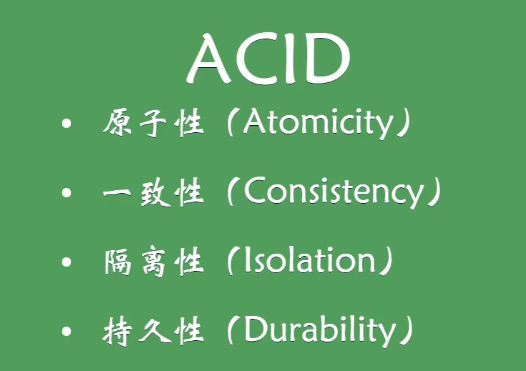 ACID
• 原子性（Atomicity）
• 一致性（Consistency）
• 隔离性（Isolation）
• 持久性（Durability）